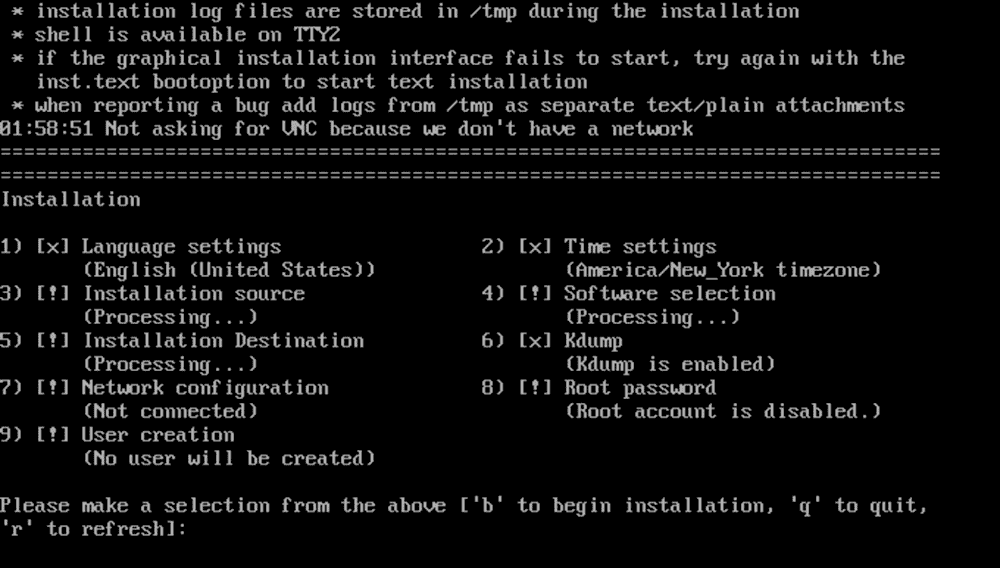 * installation log files are stored in /tmp during the installation
* shell is available on TTY2
* if the graphical installation interface fails to start, try again with the
inst.text bootoption to start text installation
* when reporting a bug add logs from /tmp as separate text/plain attachments
01:58:51 Not asking for VNC because we don't have a network
================================================================================
================================================================================
Installation
1) [x] Language settings 2) [x] Time settings
(English (United States)) (America/New_York timezone)
3) [!] Installation source 4) [!] Software selection
(Processing...) (Processing...)
5) [!] Installation Destination 6) [x] Kdump
(Processing...) (Kdump is enabled)
7) [!] Network configuration 8) [!] Root password
(Not connected) (Root account is disabled.)
9) [!] User creation
(No user will be created)
Please make a selection from the above ['b' to begin installation, 'q' to quit,
'r' to refresh]: